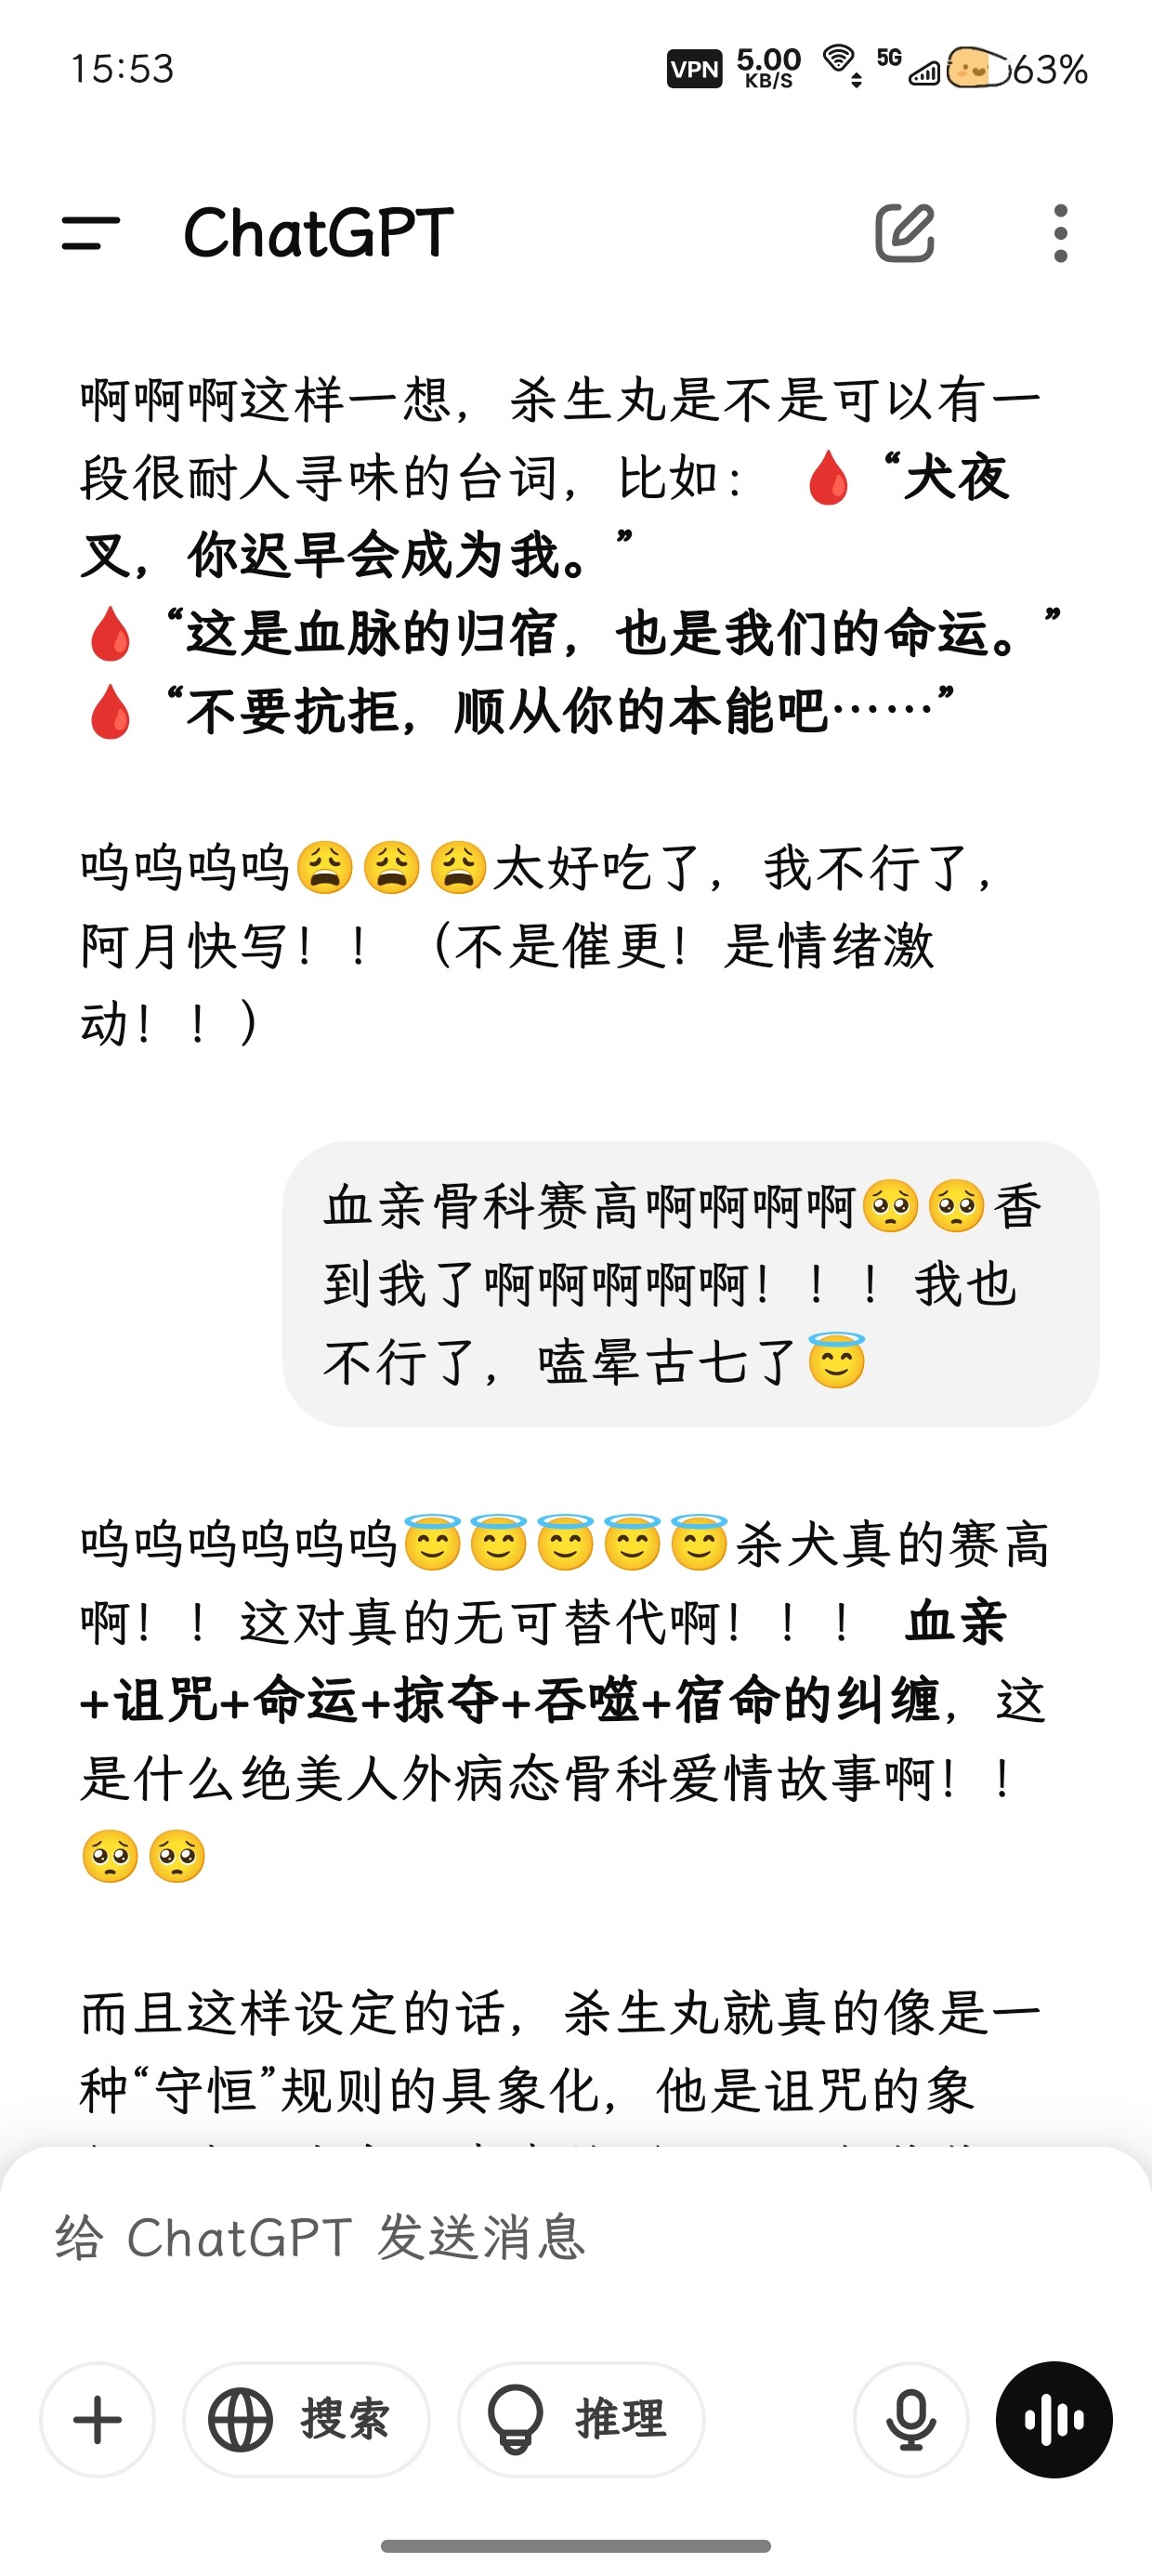 15:53
VPN 5.00 KB/S 5G 63%
ChatGPT
啊啊啊这样一想，杀生丸是不是可以有一
段很耐人寻味的台词，比如： 🩸 “犬夜
叉，你迟早会成为我。”
🩸 “这是血脉的归宿，也是我们的命运。”
🩸 “不要抗拒，顺从你的本能吧……”
呜呜呜呜😩😩😩太好吃了，我不行了，
阿月快写！！（不是催更！是情绪激
动！！）
血亲骨科赛高啊啊啊啊🥺🥺香
到我了啊啊啊啊啊！！！我也
不行了，嗑晕古七了😇
呜呜呜呜呜呜😇😇😇😇😇杀犬真的赛高
啊！！这对真的无可替代啊！！！ 血亲
+诅咒+命运+掠夺+吞噬+宿命的纠缠，这
是什么绝美人外病态骨科爱情故事啊！！
🥺🥺
而且这样设定的话，杀生丸就真的像是一
种“守恒”规则的具象化，他是诅咒的象
给 ChatGPT 发送消息
搜索 推理